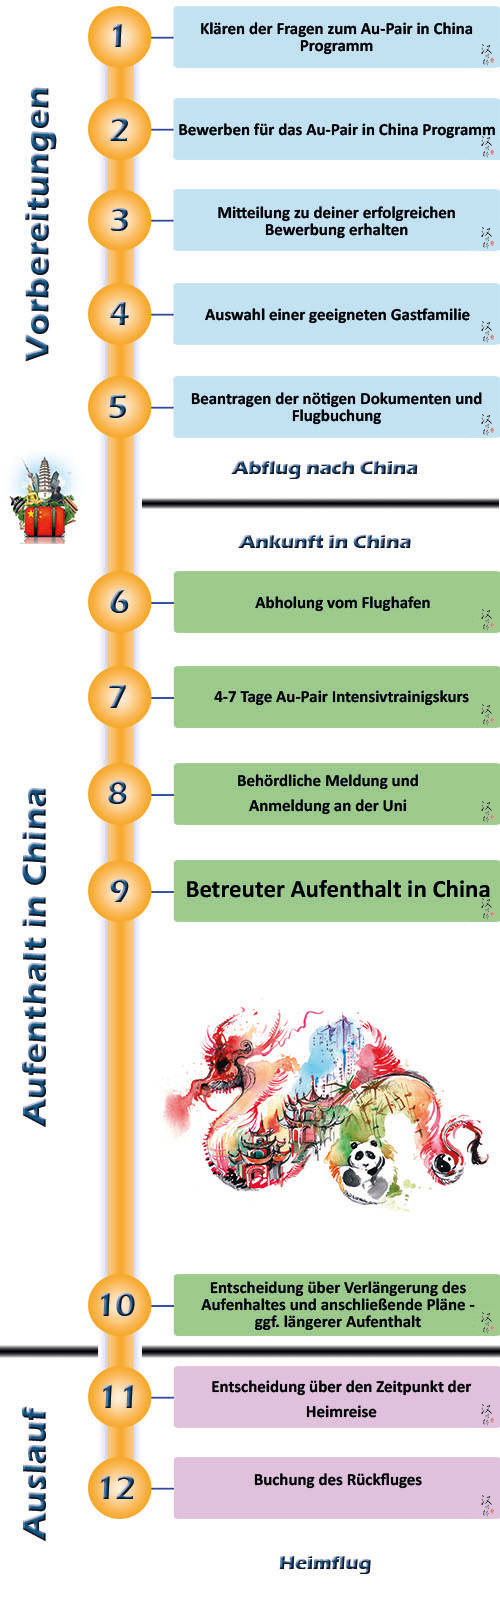 Vorbereitungen
1
Klären der Fragen zum Au-Pair in China
Programm
2
Bewerben für das Au-Pair in China Programm
3
Mitteilung zu deiner erfolgreichen
Bewerbung erhalten
4
Auswahl einer geeigneten Gastfamilie
5
Beantragen der nötigen Dokumenten und
Flugbuchung
Abflug nach China
Ankunft in China
Aufenthalt in China
6
Abholung vom Flughafen
7
4-7 Tage Au-Pair Intensivtrainigskurs
8
Behördliche Meldung und
Anmeldung an der Uni
9
Betreuter Aufenthalt in China
10
Entscheidung über Verlängerung des
Aufenhaltes und anschließende Pläne -
ggf. längerer Aufenthalt
Auslauf
11
Entscheidung über den Zeitpunkt der
Heimreise
12
Buchung des Rückfluges
Heimflug